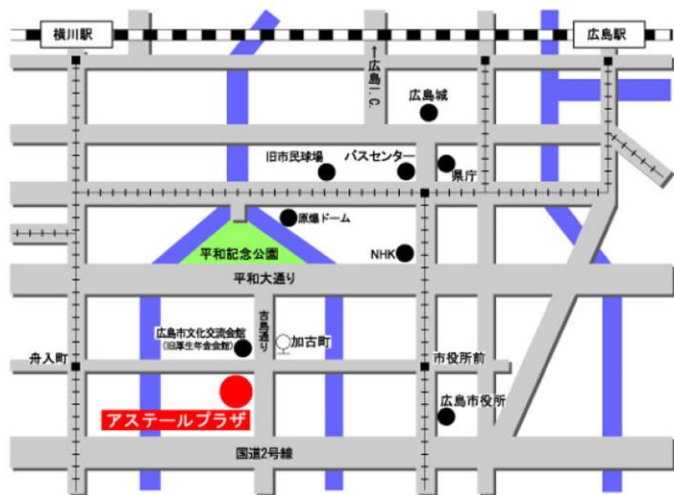 横川駅
広島駅
←広島I.C.
広島城
旧市民球場
バスセンター
県庁
原爆ドーム
平和記念公園
NHK
平和大通り
吉島通り
広島市文化交流会館
(旧厚生年金会館)
加古町
舟入町
市役所前
アステールプラザ
広島市役所
国道2号線